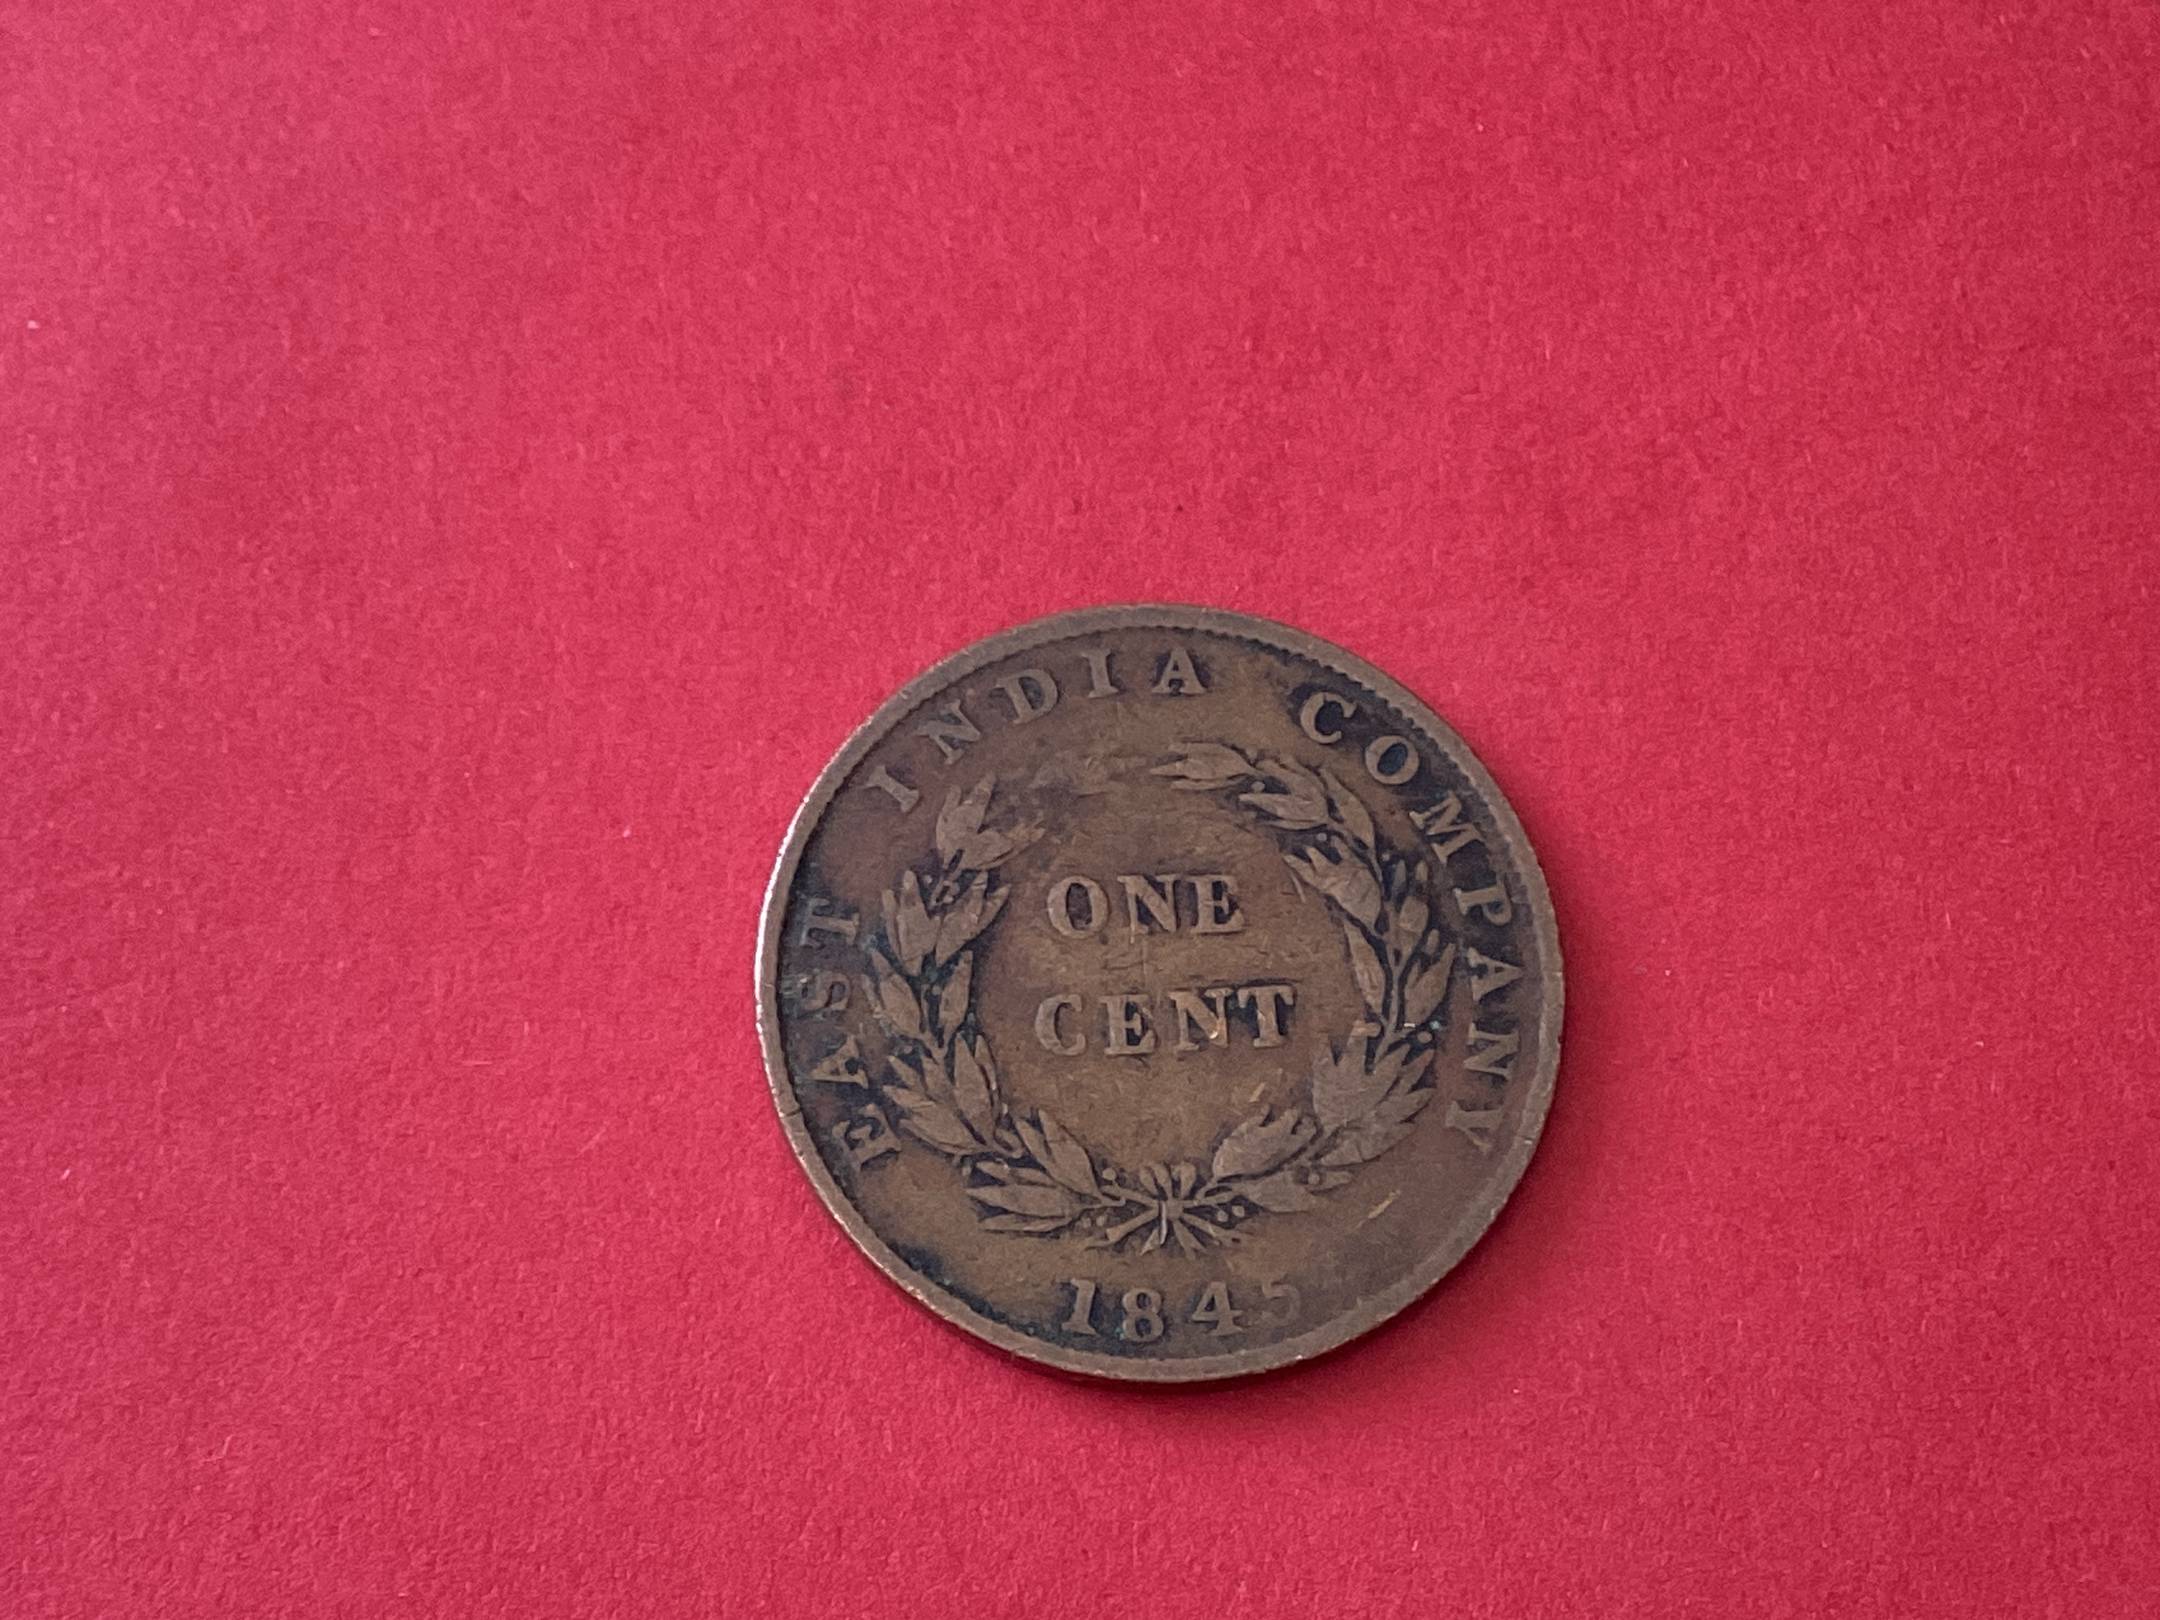 EAST INDIA COMPANY
ONE
CENT
1845